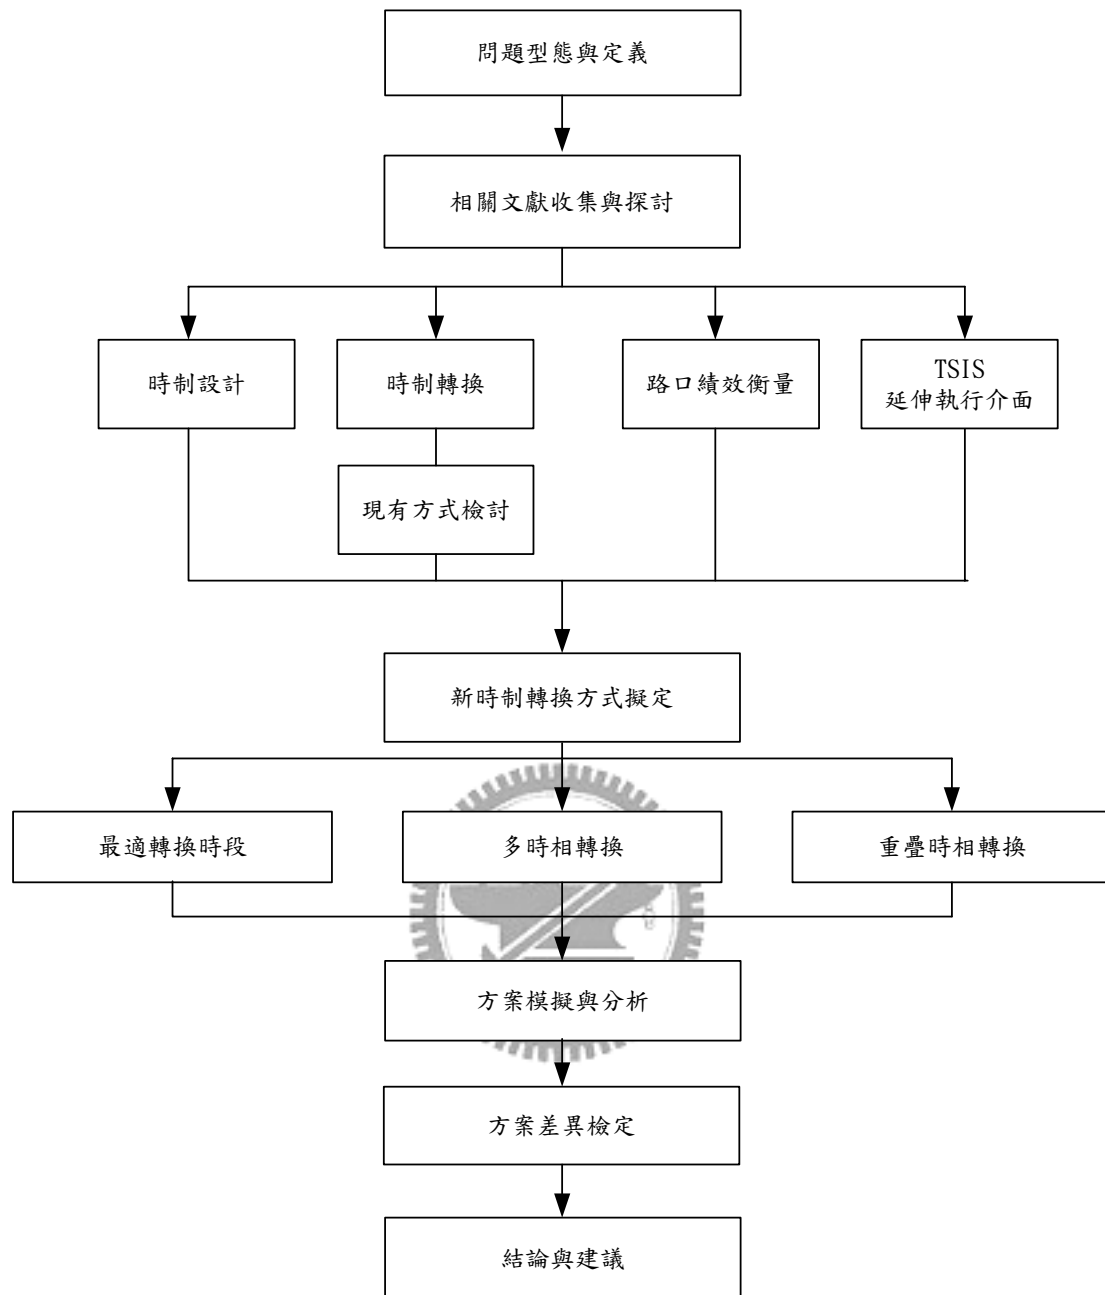 問題型態與定義
相關文獻收集與探討
時制設計
時制轉換
路口績效衡量
TSIS
延伸執行介面
現有方式檢討
新時制轉換方式擬定
最適轉換時段
多時相轉換
重疊時相轉換
方案模擬與分析
方案差異檢定
結論與建議